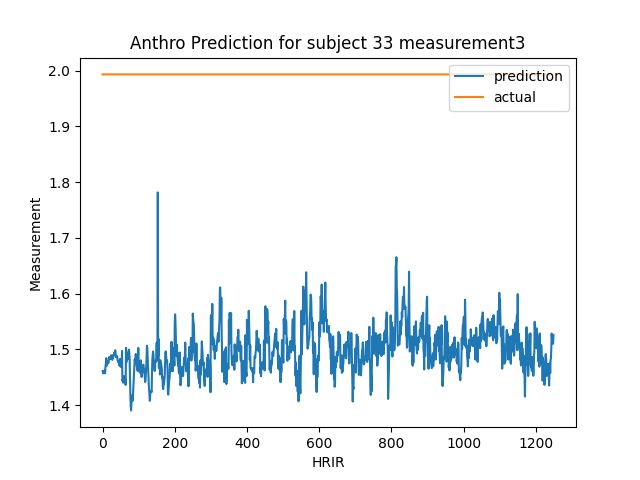 Anthro Prediction for subject 33 measurement3
prediction
actual
2.0
1.9
1.8
1.7
1.6
1.5
1.4
Measurement
0 200 400 600 800 1000 1200
HRIR